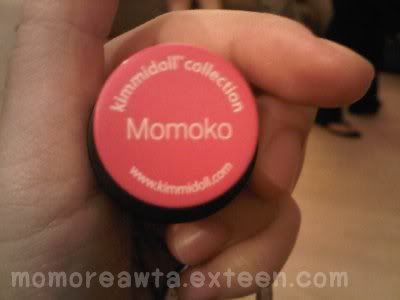 kimmidoll™ collection
Momoko
www.kimmidoll.com
momoreawta.exteen.com